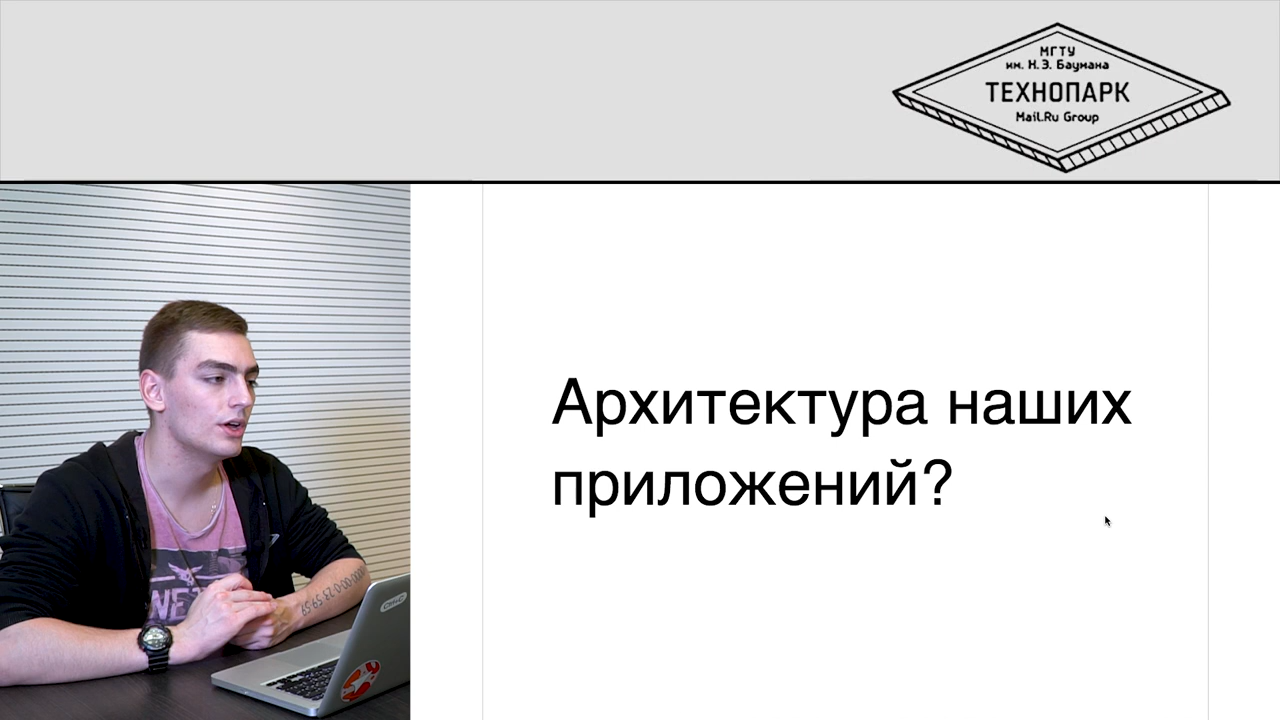 МГТУ
им. Н.Э. Баумана
ТЕХНОПАРК
Mail.Ru Group
Архитектура наших
приложений?